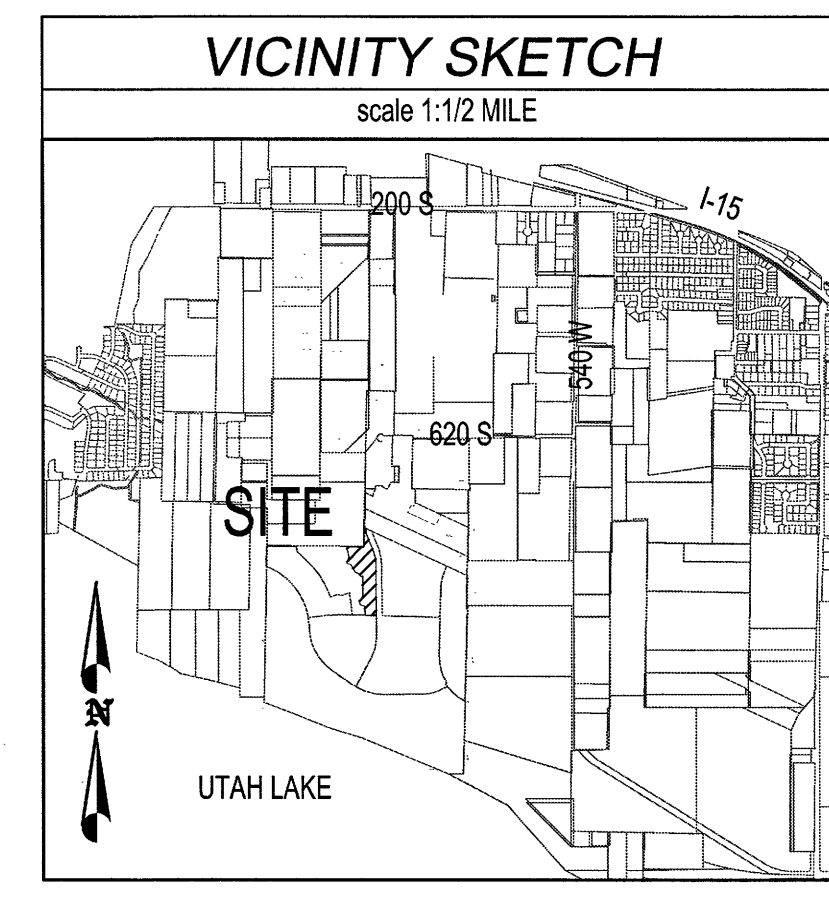 VICINITY SKETCH
scale 1:1/2 MILE
200 S
I-15
540 W
620 S
SITE
N
UTAH LAKE